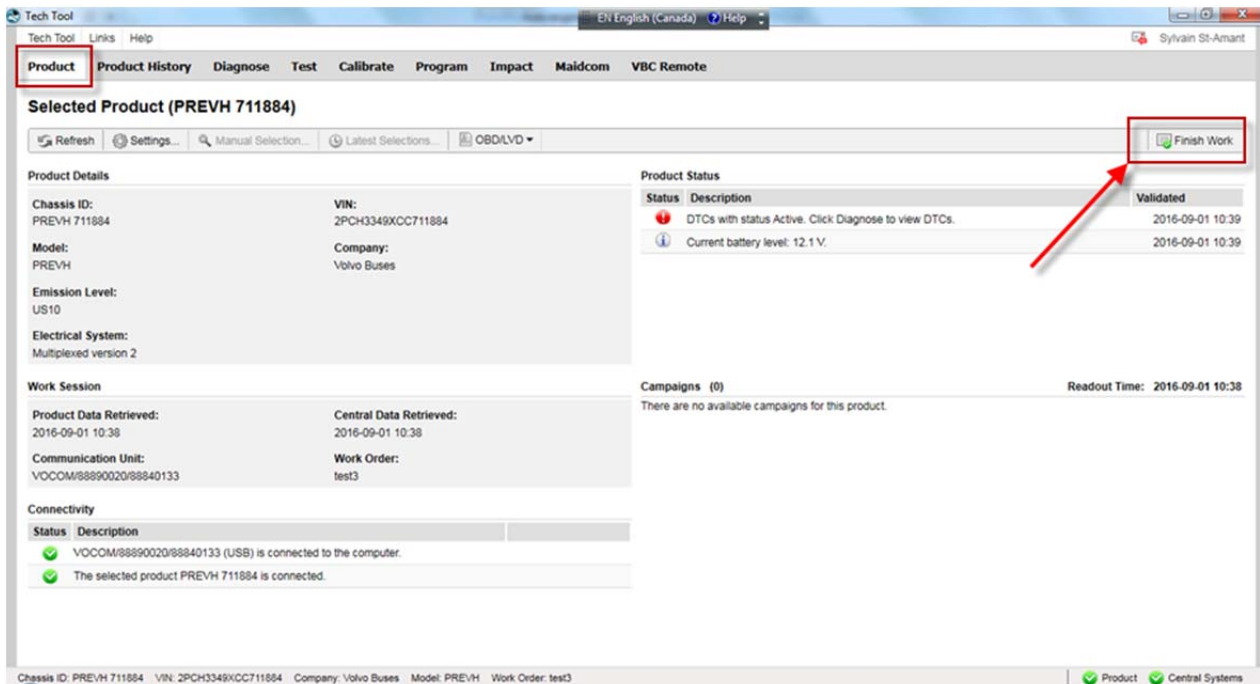 Tech Tool
EN English (Canada) Help
Tech Tool Links Help
Sylvain St-Amant
Product Product History Diagnose Test Calibrate Program Impact Maidcom VBC Remote
Selected Product (PREVH 711884)
Refresh Settings... Manual Selection... Latest Selections... OBD/LVD
Finish Work
Product Details
Chassis ID:
PREVH 711884
VIN:
2PCH3349XCC711884
Model:
PREVH
Company:
Volvo Buses
Emission Level:
US10
Electrical System:
Multiplexed version 2
Product Status
Status Description Validated
DTCs with status Active. Click Diagnose to view DTCs. 2016-09-01 10:39
Current battery level: 12.1 V. 2016-09-01 10:39
Work Session
Product Data Retrieved:
2016-09-01 10:38
Central Data Retrieved:
2016-09-01 10:38
Communication Unit:
VOCOM/88890020/88840133
Work Order:
test3
Campaigns (0) Readout Time: 2016-09-01 10:38
There are no available campaigns for this product.
Connectivity
Status Description
VOCOM/88890020/88840133 (USB) is connected to the computer.
The selected product PREVH 711884 is connected.
Chassis ID: PREVH 711884 VIN: 2PCH3349XCC711884 Company: Volvo Buses Model: PREVH Work Order: test3
Product Central Systems